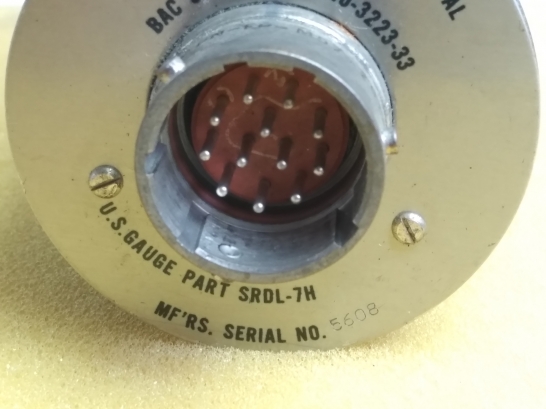 BAC
-3223-33
U.S. GAUGE PART SRDL-7H
MF'RS. SERIAL NO. 5608